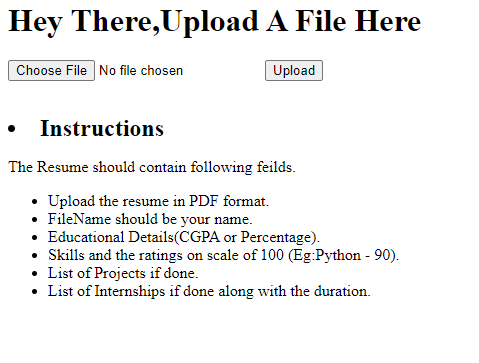 Hey There,Upload A File Here
Choose File No file chosen Upload
• Instructions
The Resume should contain following feilds.
• Upload the resume in PDF format.
• FileName should be your name.
• Educational Details(CGPA or Percentage).
• Skills and the ratings on scale of 100 (Eg:Python - 90).
• List of Projects if done.
• List of Internships if done along with the duration.